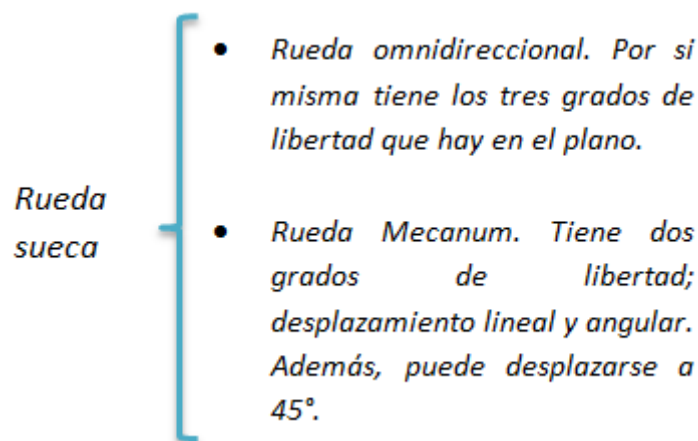 Rueda
sueca
• Rueda omnidireccional. Por si
misma tiene los tres grados de
libertad que hay en el plano.
• Rueda Mecanum. Tiene dos
grados de libertad;
desplazamiento lineal y angular.
Además, puede desplazarse a
45°.